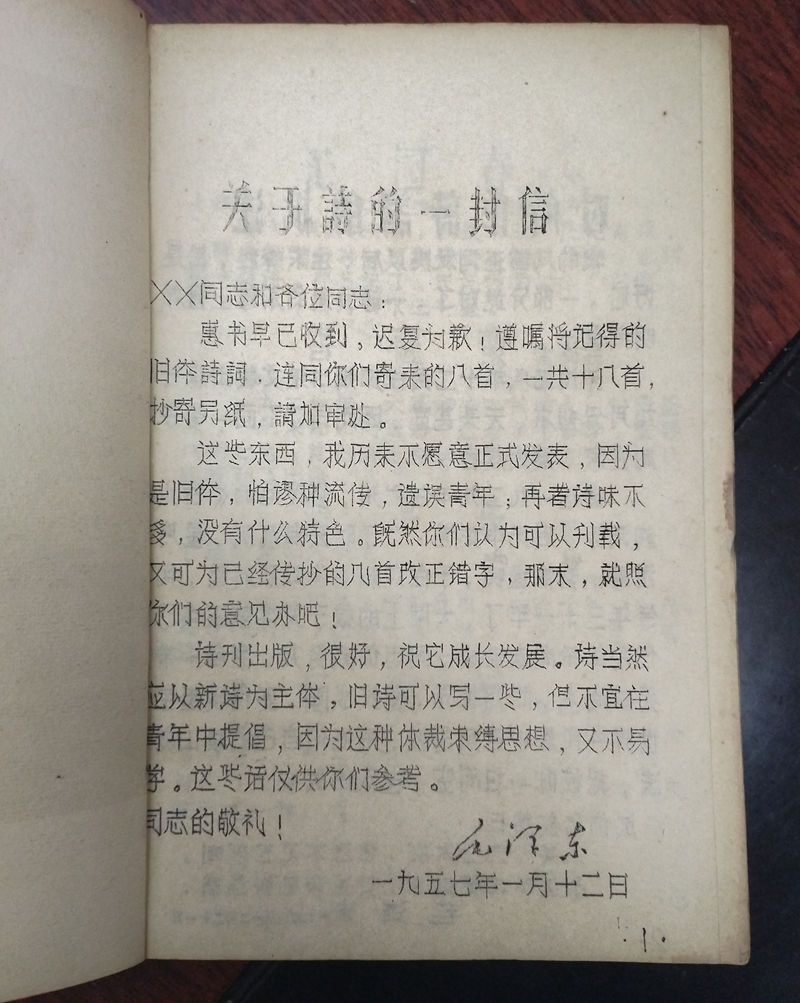 关于詩的一封信
××同志和各位同志：
惠书早已收到，迟复为歉！遵嘱将记得的
旧体詩詞，连同你们寄来的八首，一共十八首，
抄寄另纸，請加审处。
这些东西，我历来不愿意正式发表，因为
是旧体，怕谬种流传，遗误青年；再者诗味不
多，没有什么特色。既然你们认为可以刊载，
又可为已经传抄的几首改正错字，那末，就照
你们的意见办吧！
诗刊出版，很好，祝它成长发展。诗当然
应以新诗为主体，旧诗可以写一些，但不宜在
青年中提倡，因为这种体裁束缚思想，又不易
学。这些话仅供你们参考。
同志的敬礼！
毛泽东
一九五七年一月十二日
·1·